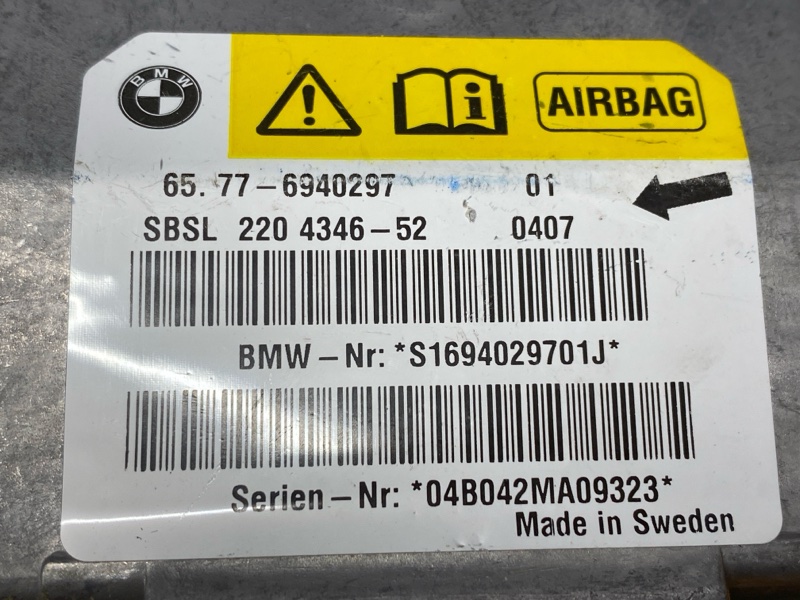 BMW
AIRBAG
65. 77-6940297 01
SBSL 220 4346-52 0407
BMW-Nr: *S1694029701J*
Serien-Nr: *04B042MA09323*
Made in Sweden